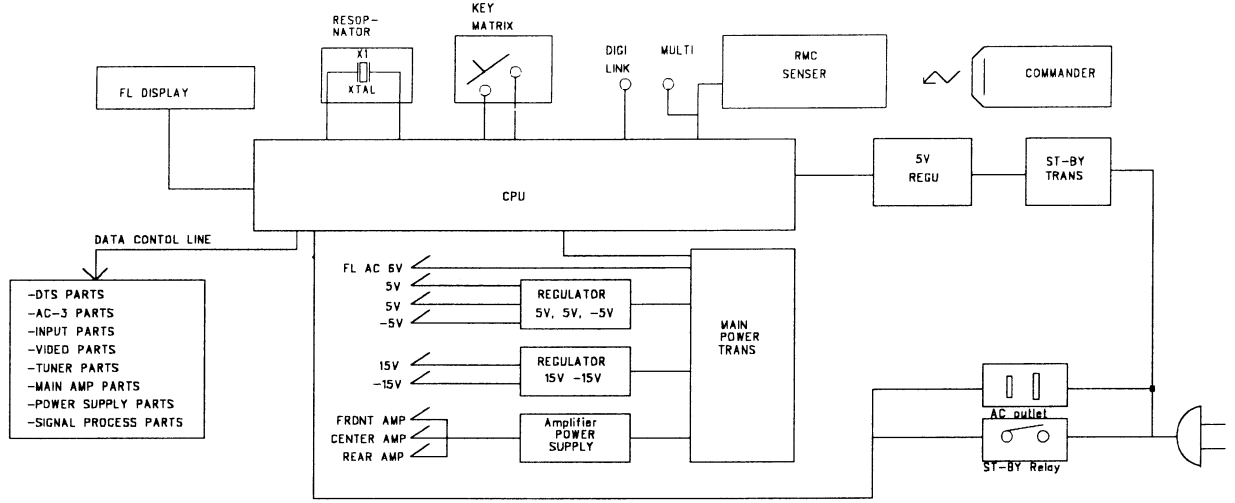 RESOP-
NATOR
X1
XTAL
KEY
MATRIX
DIGI
LINK
MULTI
RMC
SENSER
COMMANDER
FL DISPLAY
CPU
5V
REGU
ST-BY
TRANS
DATA CONTOL LINE
-DTS PARTS
-AC-3 PARTS
-INPUT PARTS
-VIDEO PARTS
-TUNER PARTS
-MAIN AMP PARTS
-POWER SUPPLY PARTS
-SIGNAL PROCESS PARTS
FL AC 6V
5V
5V
-5V
REGULATOR
5V, 5V, -5V
15V
-15V
REGULATOR
15V -15V
FRONT AMP
CENTER AMP
REAR AMP
Amplifier
POWER
SUPPLY
MAIN
POWER
TRANS
AC outlet
ST-BY Relay